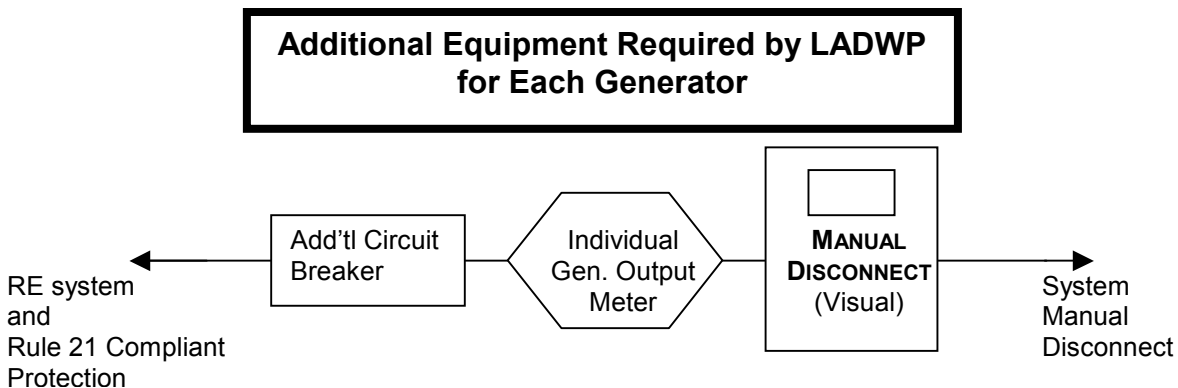 Additional Equipment Required by LADWP
for Each Generator
Add'tl Circuit
Breaker
Individual
Gen. Output
Meter
MANUAL
DISCONNECT
(Visual)
RE system
and
Rule 21 Compliant
Protection
System
Manual
Disconnect